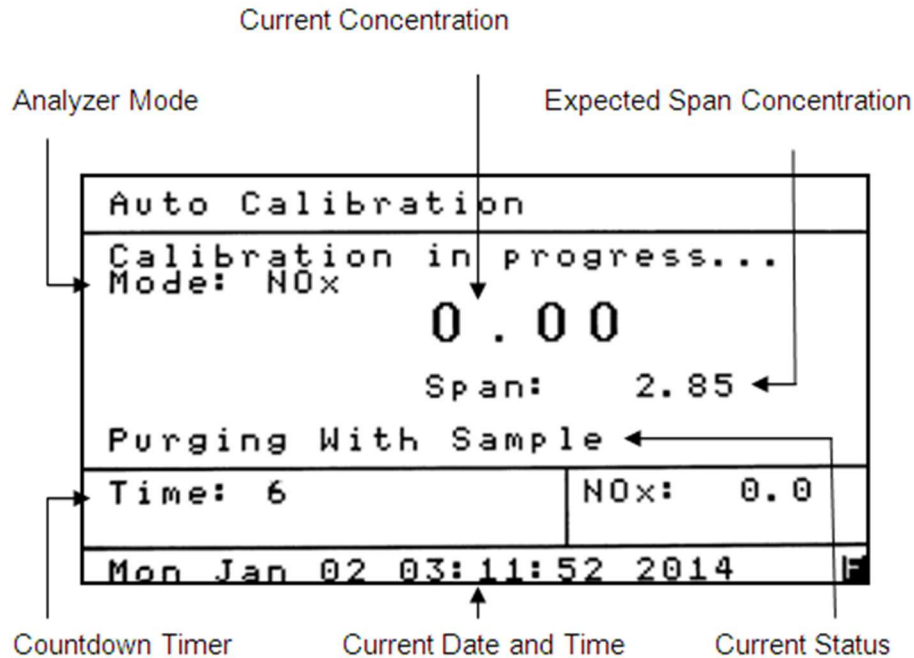 Current Concentration
Analyzer Mode
Expected Span Concentration
Auto Calibration
Calibration in progress...
Mode: NOx
0.00
Span: 2.85
Purging With Sample
Time: 6
NOx: 0.0
Mon Jan 02 03:11:52 2014
F
Countdown Timer
Current Date and Time
Current Status